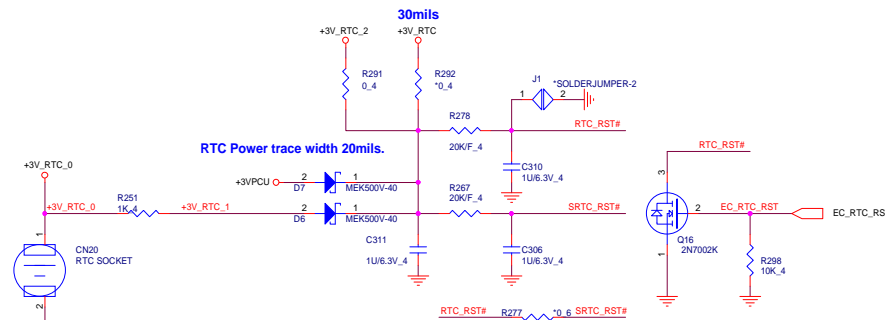 30mils
+3V_RTC_2
+3V_RTC
R291
0_4
R292
*0_4
J1
*SOLDERJUMPER-2
1
2
R278
20K/F_4
RTC_RST#
RTC Power trace width 20mils.
C310
1U/6.3V_4
RTC_RST#
+3V_RTC_0
+3VPCU
2
1
D7
MEK500V-40
R267
20K/F_4
3
R251
1K_4
+3V_RTC_0
+3V_RTC_1
2
1
D6
MEK500V-40
SRTC_RST#
2
EC_RTC_RST
EC_RTC_RS
1
CN20
RTC SOCKET
C311
1U/6.3V_4
C306
1U/6.3V_4
Q16
2N7002K
1
R298
10K_4
2
RTC_RST#
R277
*0_6
SRTC_RST#